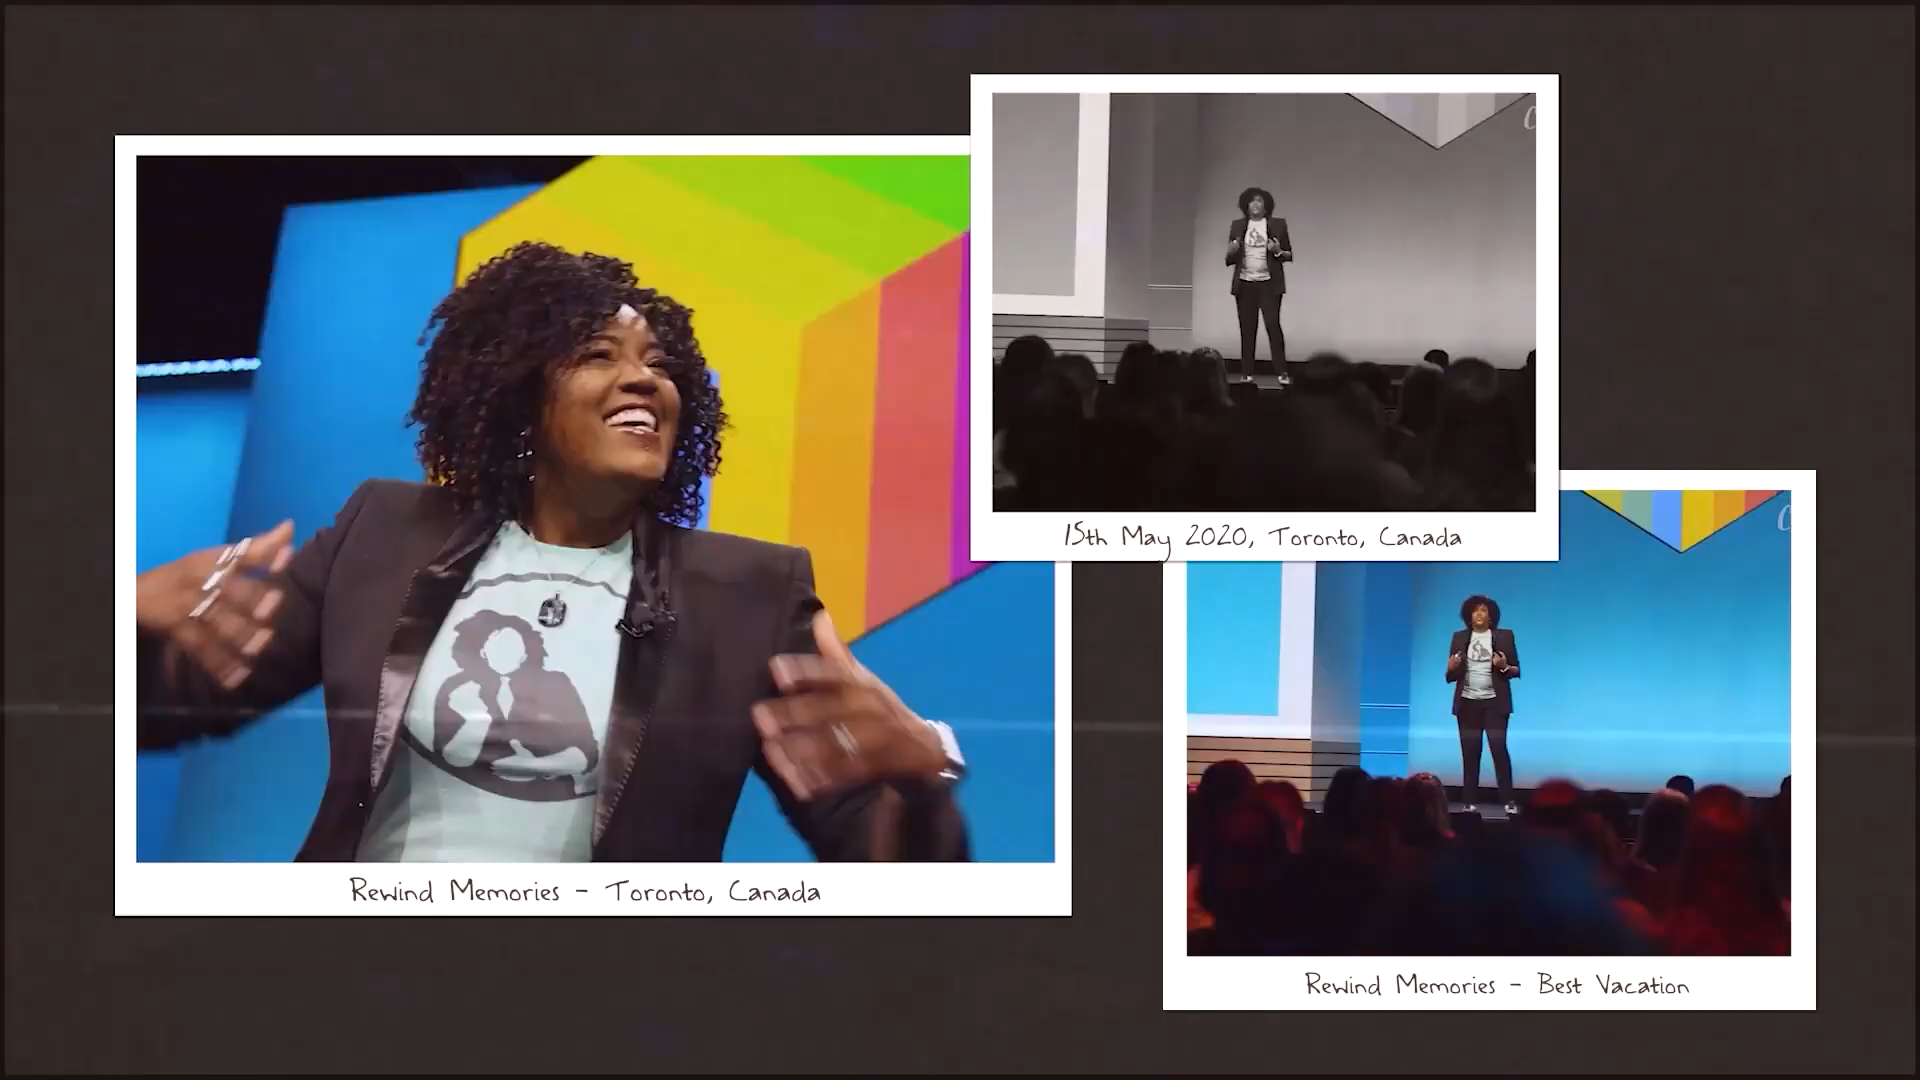 15th May 2020, Toronto, Canada
Rewind Memories - Toronto, Canada
Rewind Memories - Best Vacation